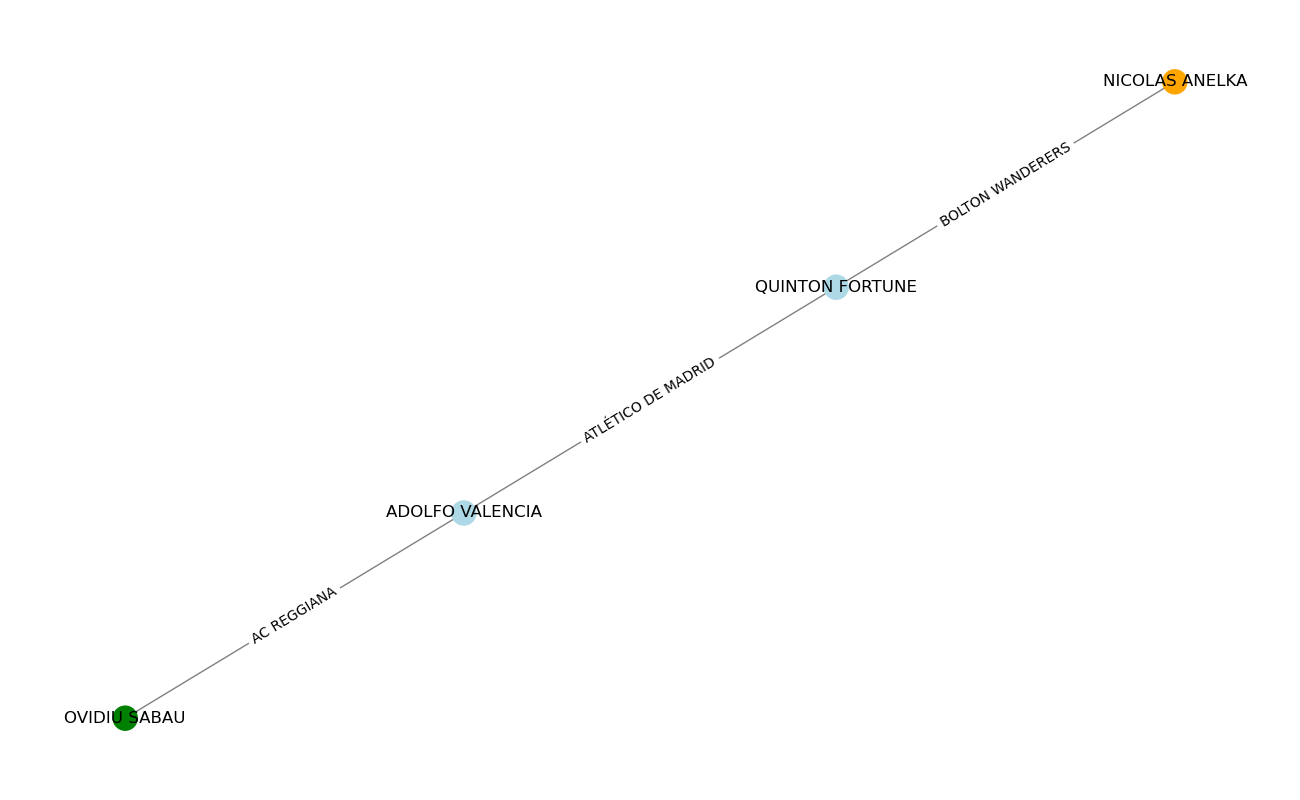 NICOLAS ANELKA
BOLTON WANDERERS
QUINTON FORTUNE
ATLÉTICO DE MADRID
ADOLFO VALENCIA
AC REGGIANA
OVIDIU SABAU